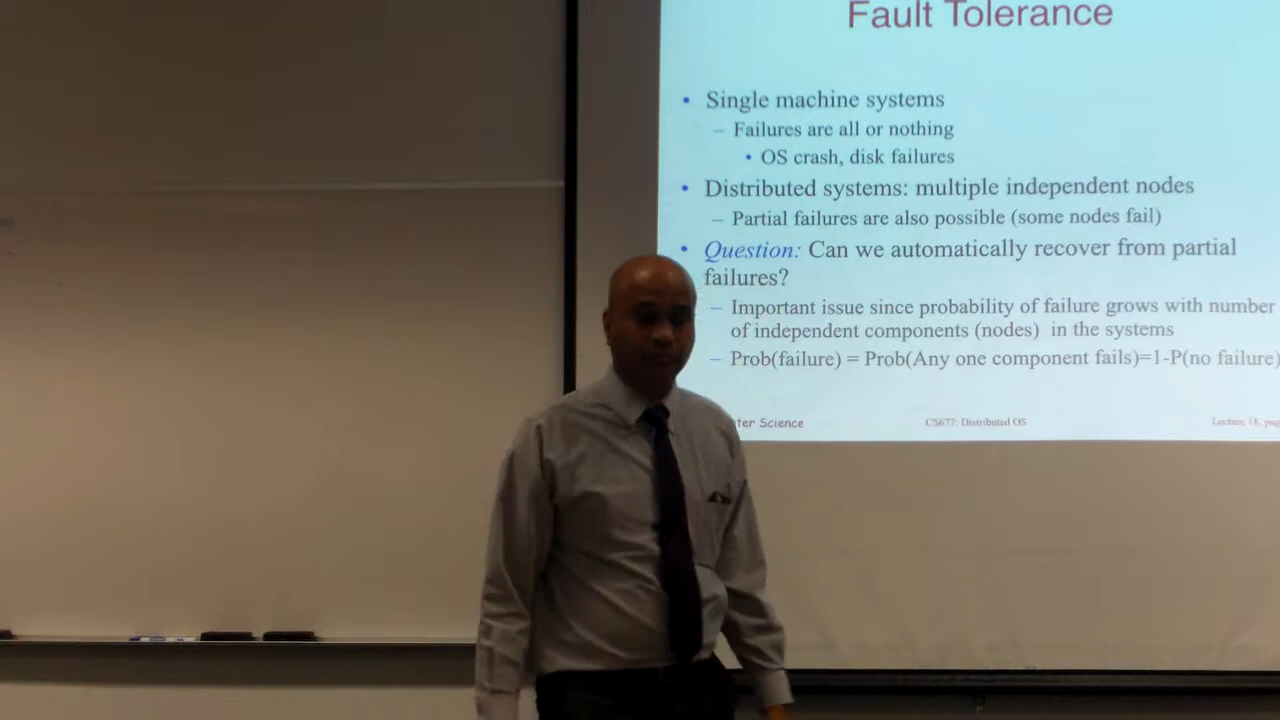 Fault Tolerance
• Single machine systems
– Failures are all or nothing
• OS crash, disk failures
• Distributed systems: multiple independent nodes
– Partial failures are also possible (some nodes fail)
• Question: Can we automatically recover from partial
failures?
– Important issue since probability of failure grows with number
of independent components (nodes) in the systems
– Prob(failure) = Prob(Any one component fails)=1-P(no failure)
ter Science
CS677: Distributed OS
Lecture 18, pag